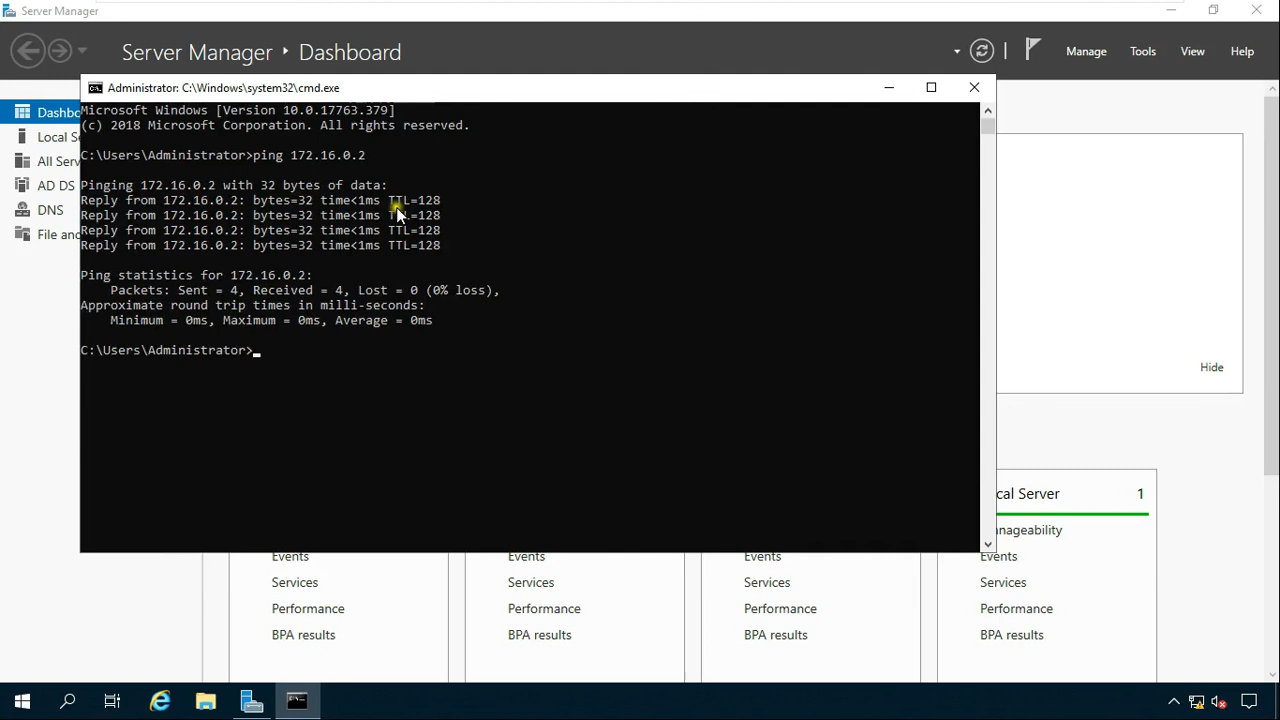 Server Manager
Server Manager ‣ Dashboard
Manage Tools View Help
Administrator: C:\Windows\system32\cmd.exe
Microsoft Windows [Version 10.0.17763.379]
(c) 2018 Microsoft Corporation. All rights reserved.
C:\Users\Administrator>ping 172.16.0.2
Pinging 172.16.0.2 with 32 bytes of data:
Reply from 172.16.0.2: bytes=32 time<1ms TTL=128
Reply from 172.16.0.2: bytes=32 time<1ms TTL=128
Reply from 172.16.0.2: bytes=32 time<1ms TTL=128
Reply from 172.16.0.2: bytes=32 time<1ms TTL=128
Ping statistics for 172.16.0.2:
Packets: Sent = 4, Received = 4, Lost = 0 (0% loss),
Approximate round trip times in milli-seconds:
Minimum = 0ms, Maximum = 0ms, Average = 0ms
C:\Users\Administrator>
Dashbo
Local S
All Serv
AD DS
DNS
File and
Hide
cal Server 1
nageability
Events Events Events Events
Services Services Services Services
Performance Performance Performance Performance
BPA results BPA results BPA results BPA results